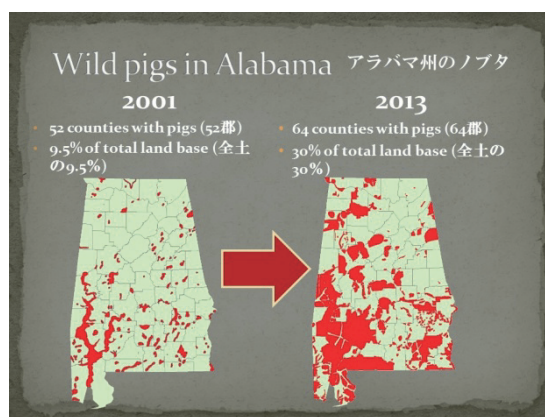 Wild pigs in Alabama アラバマ州のノブタ
2001
52 counties with pigs (52郡)
9.5% of total land base (全土
の9.5%)
2013
64 counties with pigs (64郡)
30% of total land base (全土の
30%)